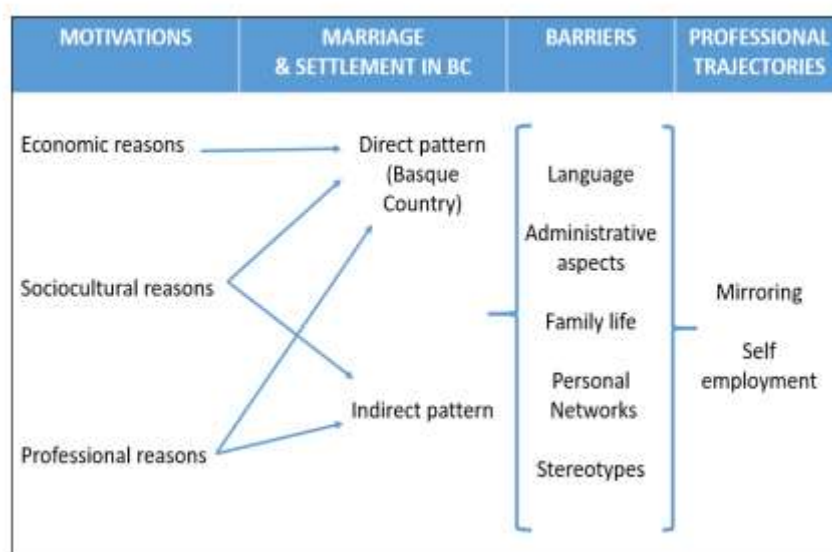 MOTIVATIONS
MARRIAGE
& SETTLEMENT IN BC
BARRIERS
PROFESSIONAL
TRAJECTORIES
Economic reasons
Sociocultural reasons
Professional reasons
Direct pattern
(Basque
Country)
Indirect pattern
Language
Administrative
aspects
Family life
Personal
Networks
Stereotypes
Mirroring
Self
employment